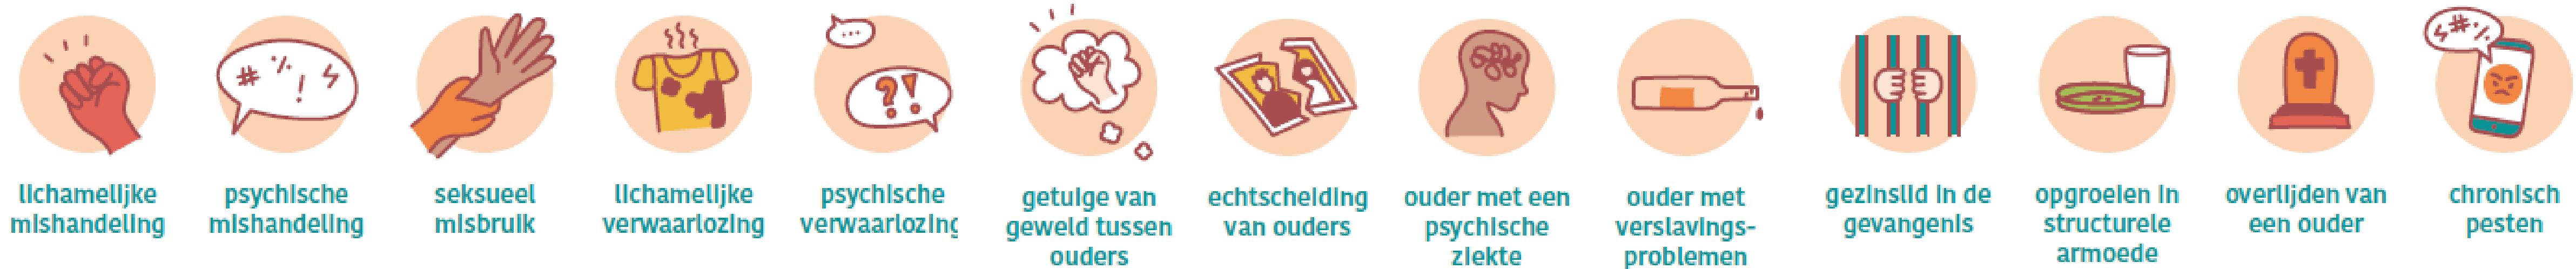 lichamelijke
mishandeling
psychische
mishandeling
seksueel
misbruik
lichamelijke
verwaarlozing
psychische
verwaarlozing
getuige van
geweld tussen
ouders
echtscheiding
van ouders
ouder met een
psychische
ziekte
ouder met
verslavings-
problemen
gezinslid in de
gevangenis
opgroeien in
structurele
armoede
overlijden van
een ouder
chronisch
pesten